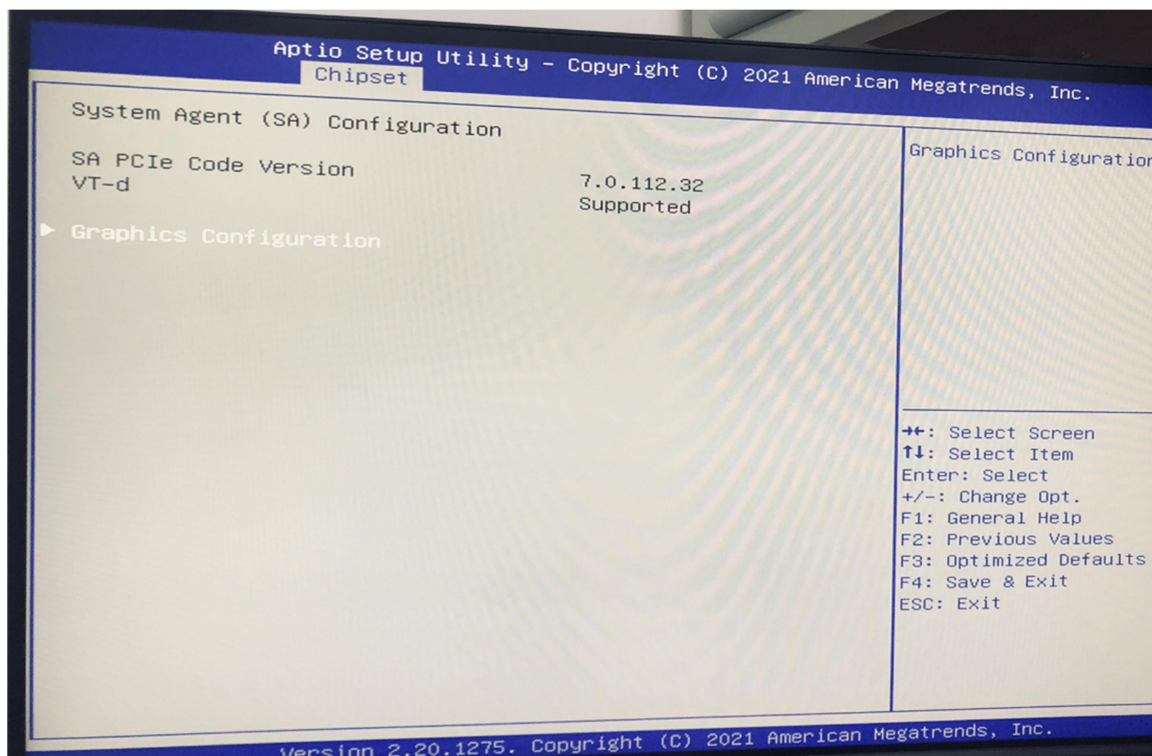 Aptio Setup Utility – Copyright (C) 2021 American Megatrends, Inc.
Chipset
System Agent (SA) Configuration
SA PCIe Code Version 7.0.112.32
VT-d Supported
► Graphics Configuration
Graphics Configuration
→←: Select Screen
↑↓: Select Item
Enter: Select
+/-: Change Opt.
F1: General Help
F2: Previous Values
F3: Optimized Defaults
F4: Save & Exit
ESC: Exit
Version 2.20.1275. Copyright (C) 2021 American Megatrends, Inc.